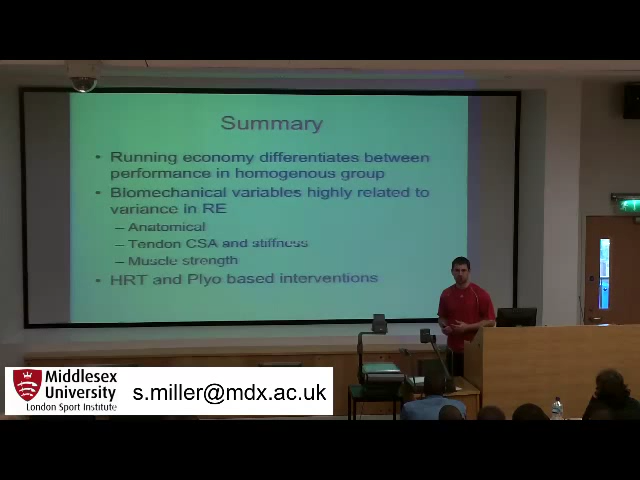 Summary
• Running economy differentiates between
performance in homogenous group
• Biomechanical variables highly related to
variance in RE
– Anatomical
– Tendon CSA and stiffness
– Muscle strength
• HRT and Plyo based interventions
Middlesex
University
London Sport Institute
s.miller@mdx.ac.uk